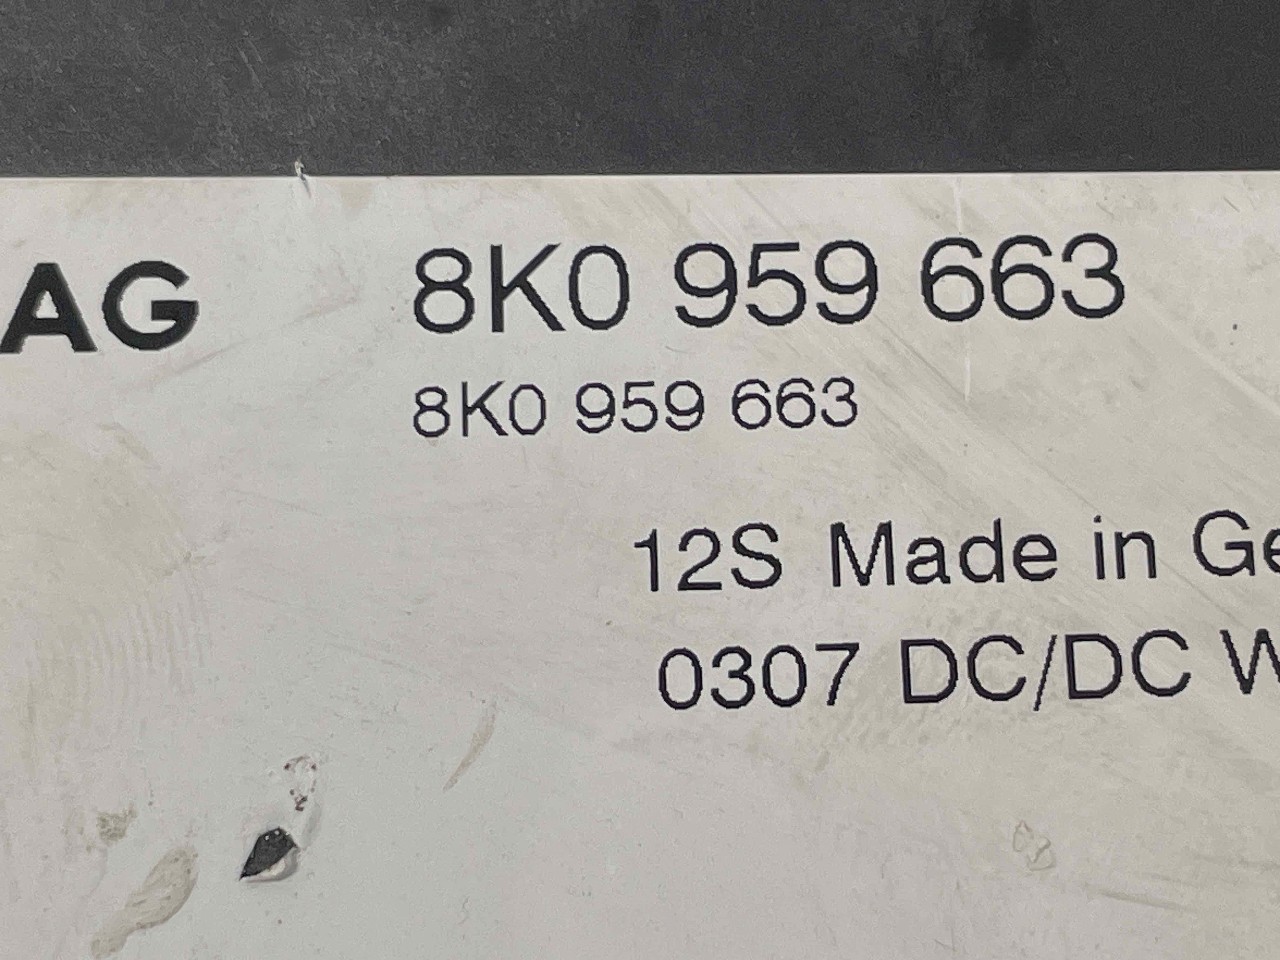 AG 8K0 959 663
8K0 959 663
12S Made in Ge
0307 DC/DC W